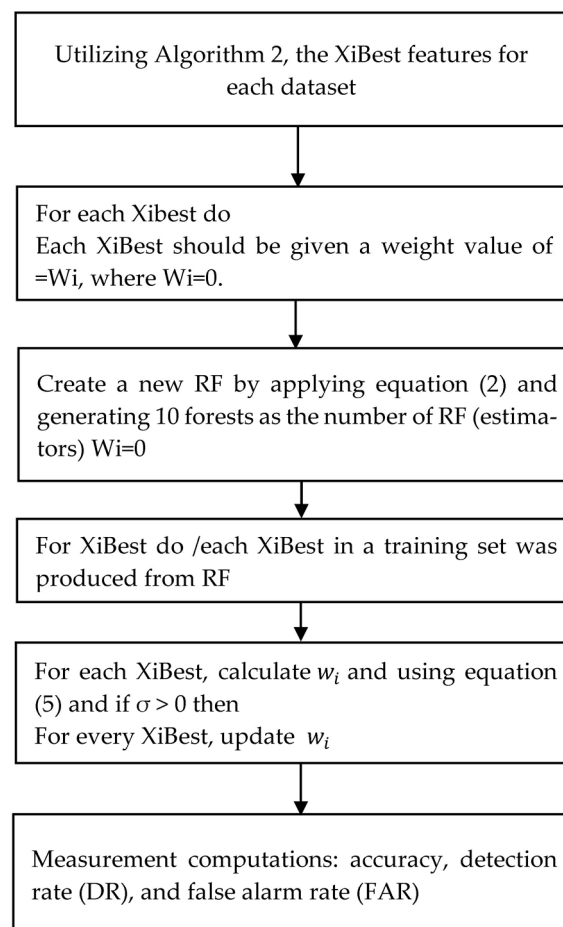 Utilizing Algorithm 2, the XiBest features for
each dataset
For each Xibest do
Each XiBest should be given a weight value of
=Wi, where Wi=0.
Create a new RF by applying equation (2) and
generating 10 forests as the number of RF (estima-
tors) Wi=0
For XiBest do /each XiBest in a training set was
produced from RF
For each XiBest, calculate wᵢ and using equation
(5) and if σ > 0 then
For every XiBest, update wᵢ
Measurement computations: accuracy, detection
rate (DR), and false alarm rate (FAR)